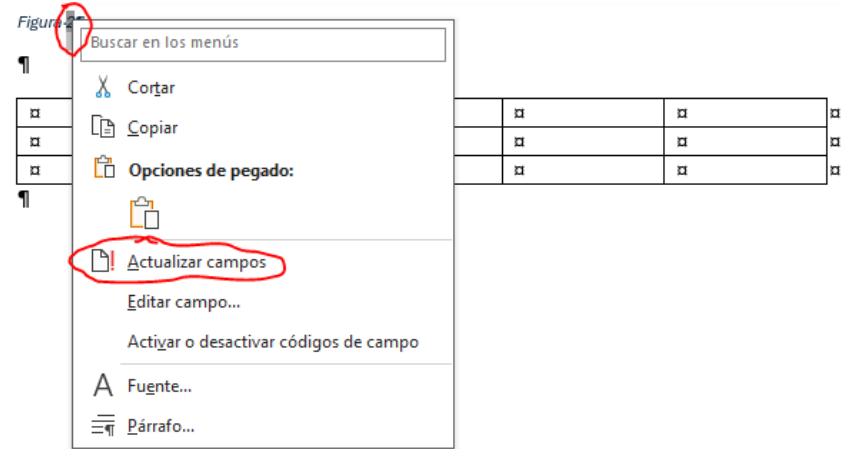 Figura 2¶
¶
Buscar en los menús
Cortar
Copiar
Opciones de pegado:
Actualizar campos
Editar campo...
Activar o desactivar códigos de campo
Fuente...
Párrafo...
¤ ¤ ¤ ¤
¤ ¤ ¤ ¤
¤ ¤ ¤ ¤
¶